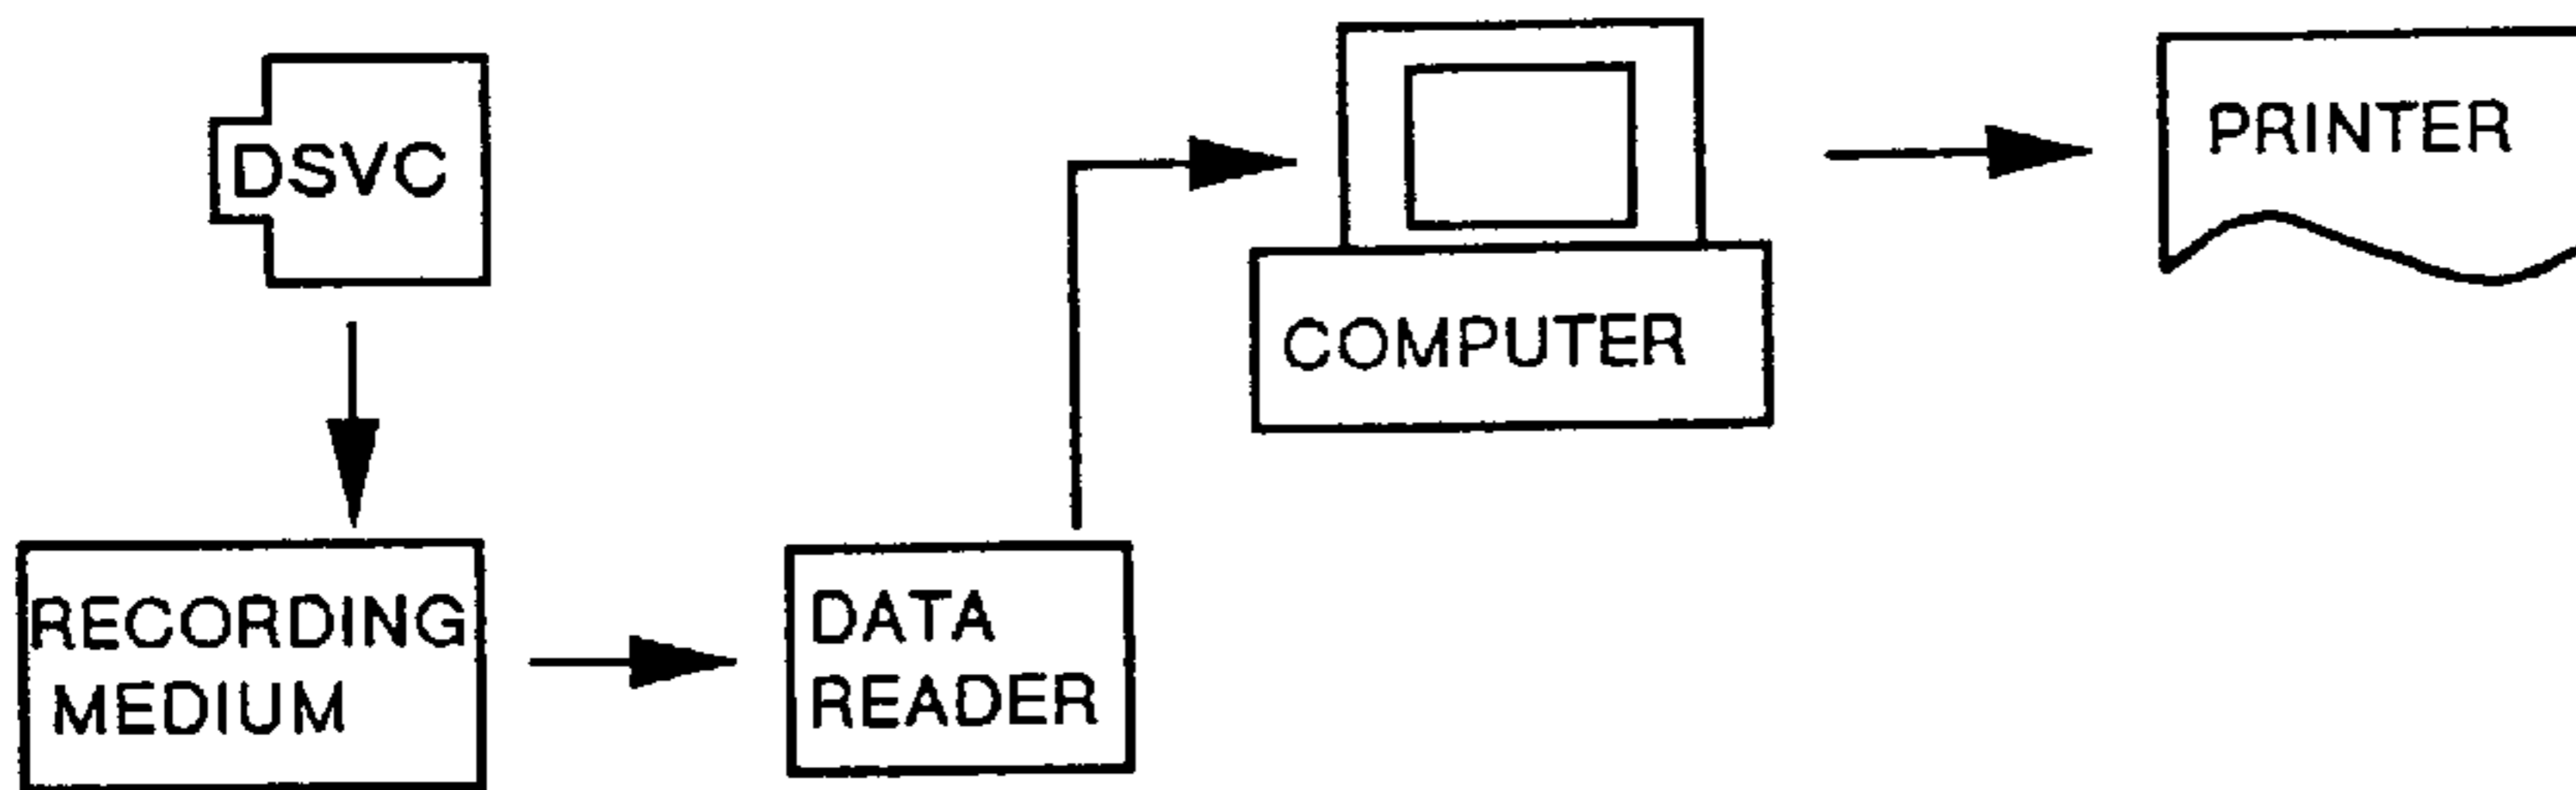 DSVC
RECORDING
MEDIUM
DATA
READER
COMPUTER
PRINTER